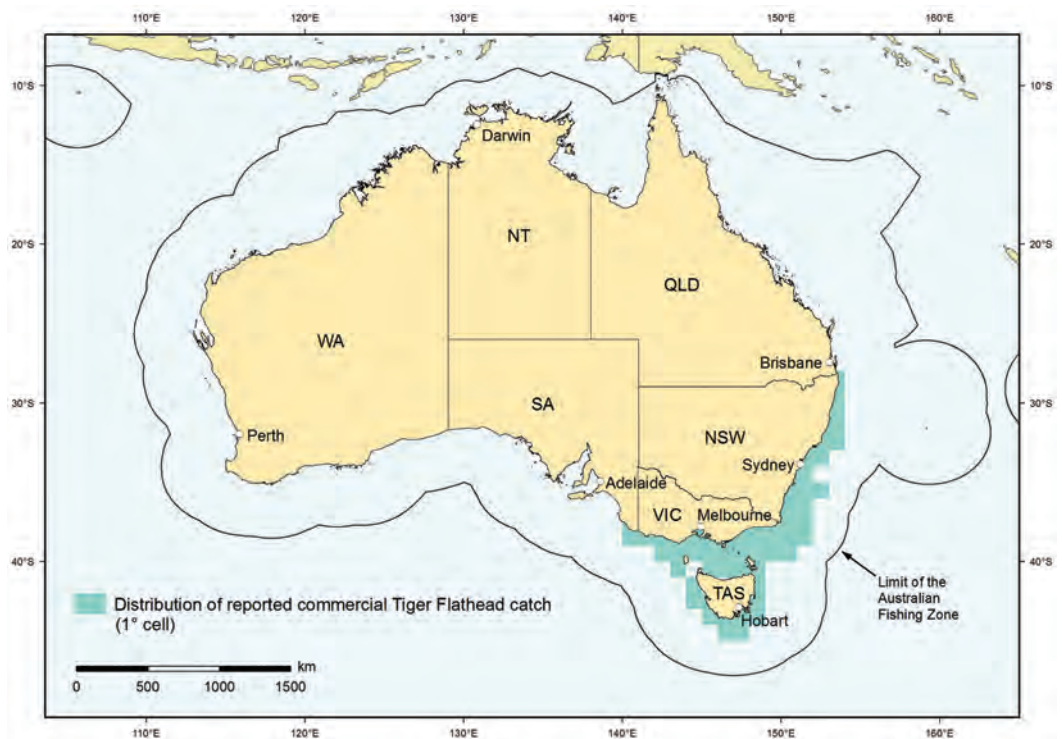 110°E 120°E 130°E 140°E 150°E 160°E
10°S 10°S
Darwin
20°S 20°S
NT
QLD
WA
Brisbane
30°S 30°S
SA
NSW
Perth
Sydney
Adelaide
VIC Melbourne
40°S 40°S
TAS
Hobart
Limit of the
Australian
Fishing Zone
Distribution of reported commercial Tiger Flathead catch
(1° cell)
km
0 500 1000 1500
110°E 120°E 130°E 140°E 150°E 160°E